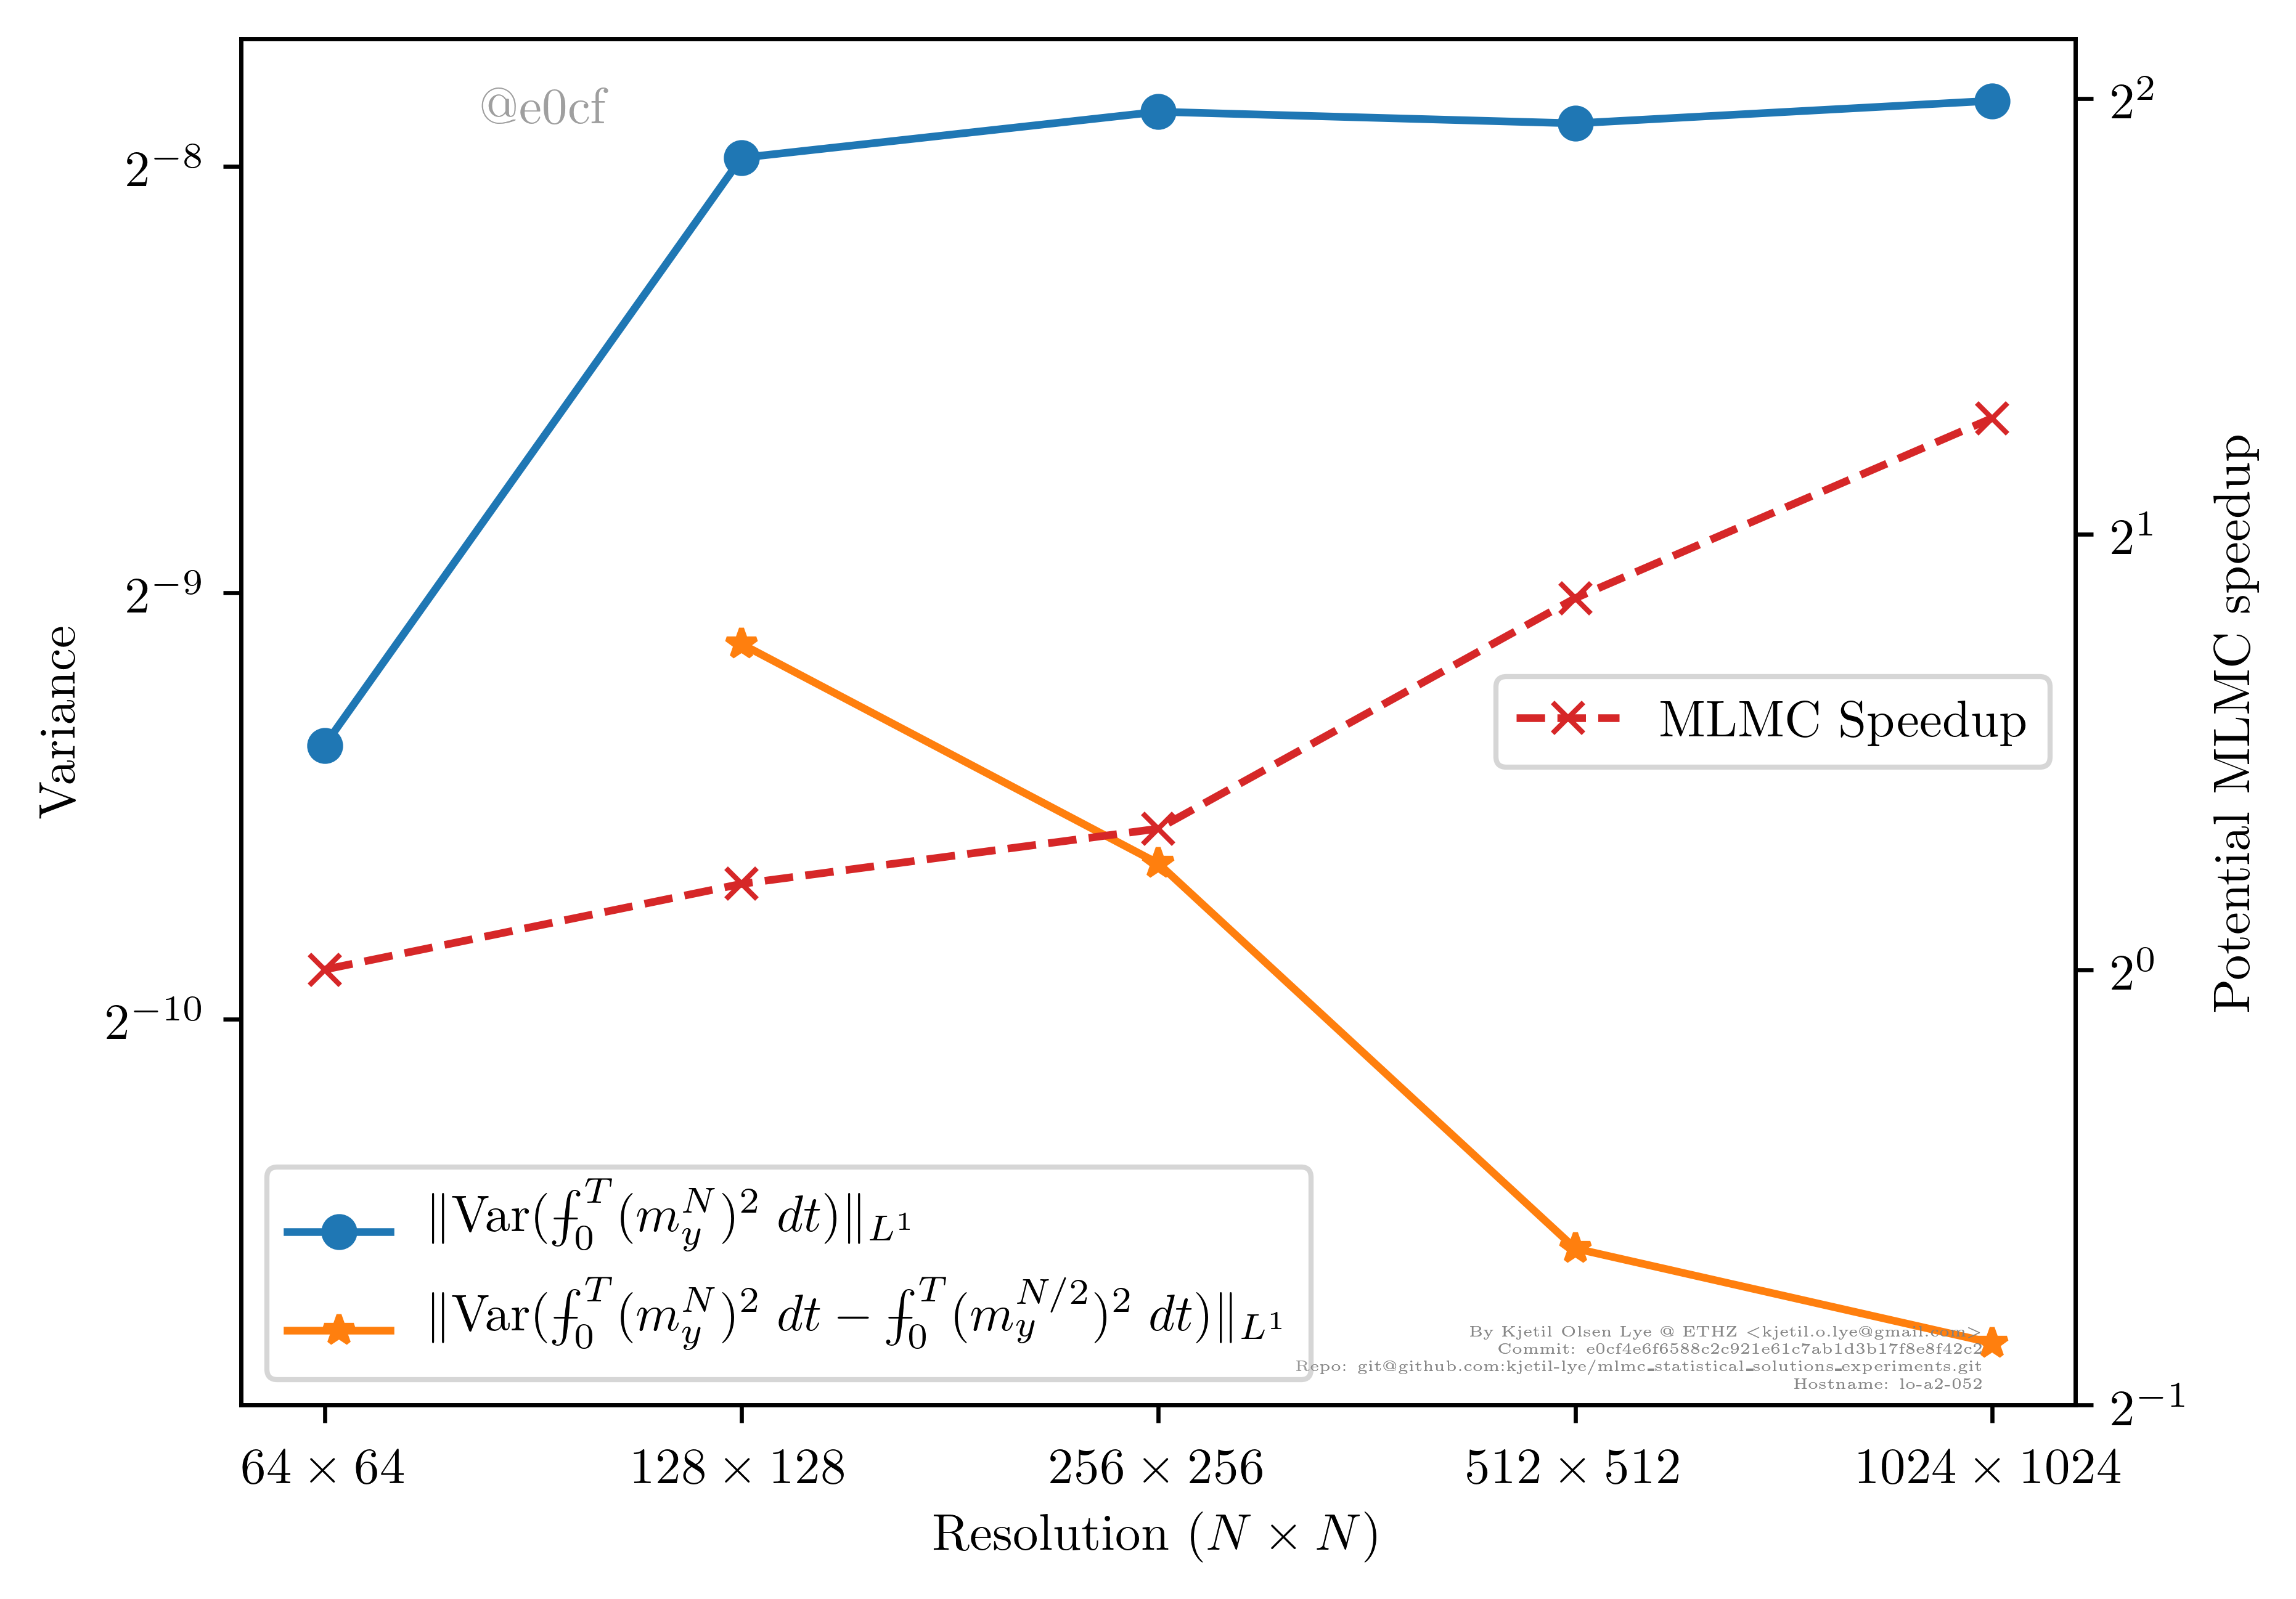 @e0cf
2^{-8}
2^{-9}
2^{-10}
Variance
2^2
2^1
2^0
2^{-1}
Potential MLMC speedup
MLMC Speedup
‖Var(⨍_0^T (m_y^N)^2 dt)‖_{L^1}
‖Var(⨍_0^T (m_y^N)^2 dt − ⨍_0^T (m_y^{N/2})^2 dt)‖_{L^1}
By Kjetil Olsen Lye @ ETHZ <kjetil.o.lye@gmail.com>
Commit: e0cf4e6f6588c2c921e61c7ab1d3b17f8e8f42c2
Repo: git@github.com:kjetil-lye/mlmc_statistical_solutions_experiments.git
Hostname: lo-a2-052
64 × 64 128 × 128 256 × 256 512 × 512 1024 × 1024
Resolution (N × N)